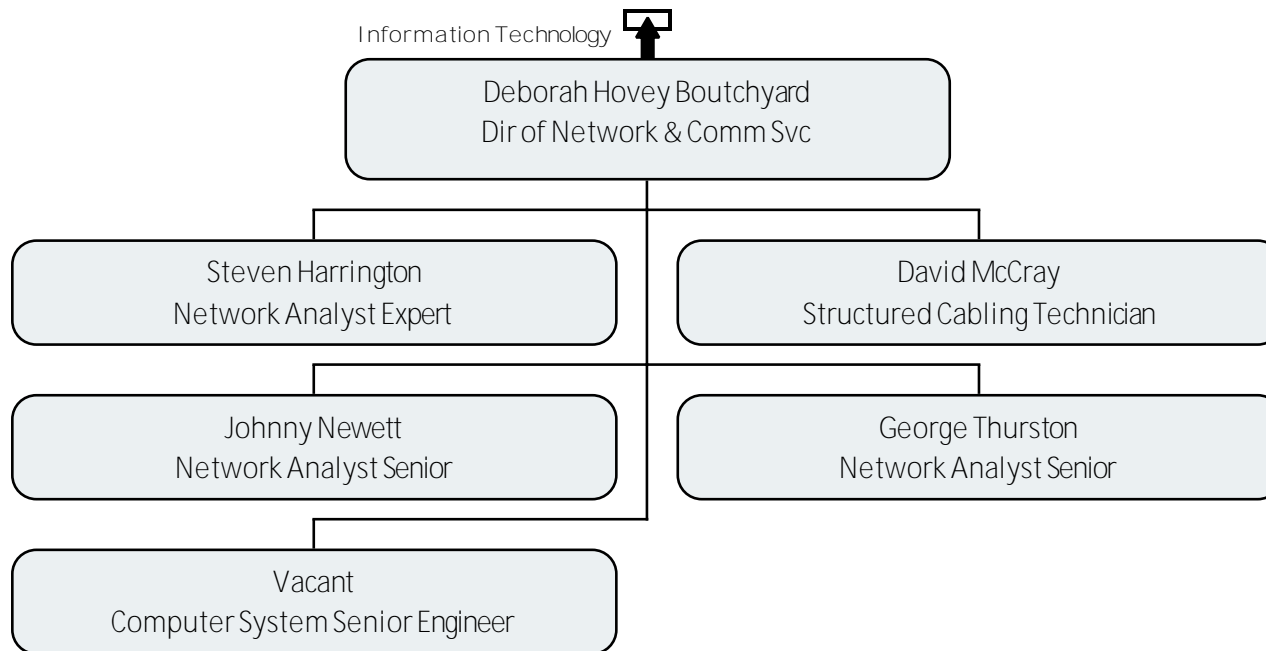 Information Technology
Deborah Hovey Boutchyard
Dir of Network & Comm Svc
Steven Harrington
Network Analyst Expert
David McCray
Structured Cabling Technician
Johnny Newett
Network Analyst Senior
George Thurston
Network Analyst Senior
Vacant
Computer System Senior Engineer